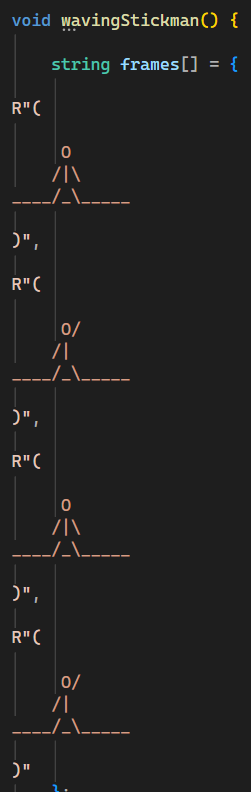 void wavingStickman() {
    string frames[] = {
R"(
     O
    /|\
____/_\_____
)",
R"(
     O/
    /|
____/_\_____
)",
R"(
     O
    /|\
____/_\_____
)",
R"(
     O/
    /|
____/_\_____
)"
    };